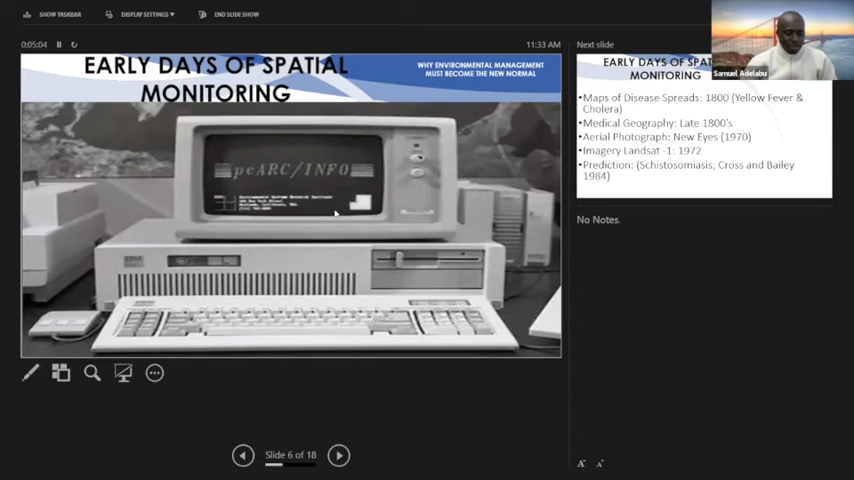 SHOW TASKBAR
DISPLAY SETTINGS
END SLIDE SHOW
0:05:04
11:33 AM
EARLY DAYS OF SPATIAL
MONITORING
WHY ENVIRONMENTAL MANAGEMENT
MUST BECOME THE NEW NORMAL
pcARC/INFO
Next slide
EARLY DAYS OF SPAT
MONITORING
•Maps of Disease Spreads: 1800 (Yellow Fever &
Cholera)
•Medical Geography: Late 1800's
•Aerial Photograph: New Eyes (1970)
•Imagery Landsat -1: 1972
•Prediction: (Schistosomiasis; Cross and Bailey
1984)
Samuel Adelabu
No Notes.
Slide 6 of 18
A A